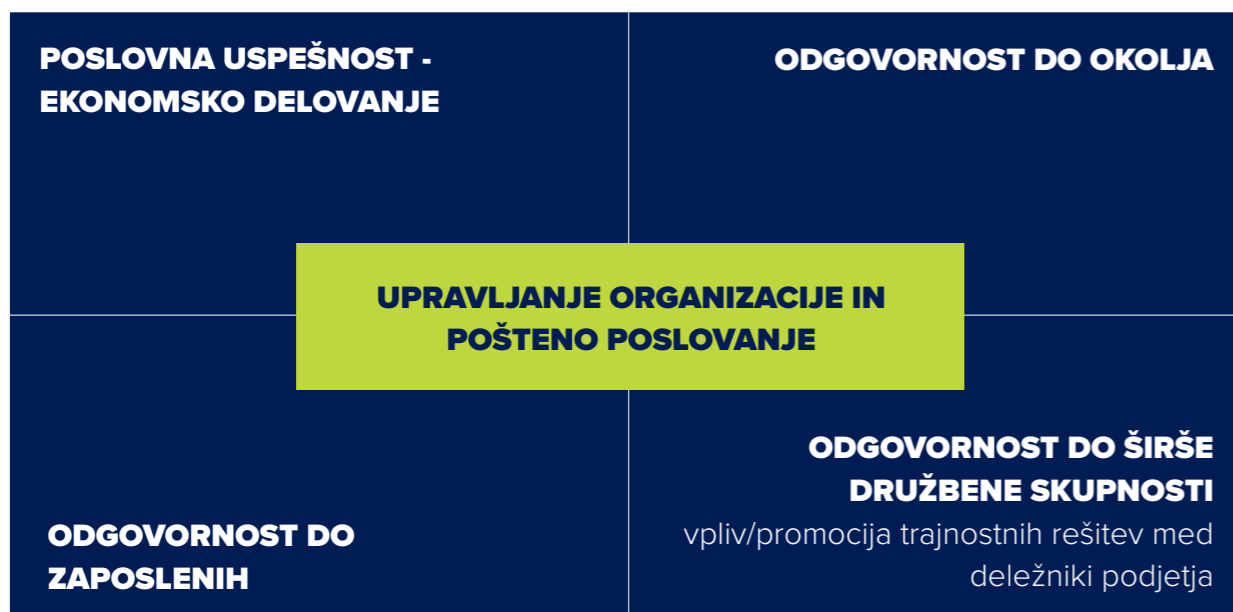 POSLOVNA USPEŠNOST -
EKONOMSKO DELOVANJE
ODGOVORNOST DO OKOLJA
UPRAVLJANJE ORGANIZACIJE IN
POŠTENO POSLOVANJE
ODGOVORNOST DO
ZAPOSLENIH
ODGOVORNOST DO ŠIRŠE
DRUŽBENE SKUPNOSTI
vpliv/promocija trajnostnih rešitev med
deležniki podjetja